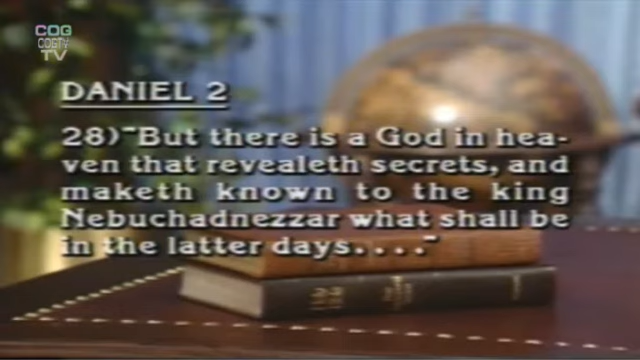 COG
COGTV
TV
DANIEL 2
28) "But there is a God in hea-
ven that revealeth secrets, and
maketh known to the king
Nebuchadnezzar what shall be
in the latter days...."